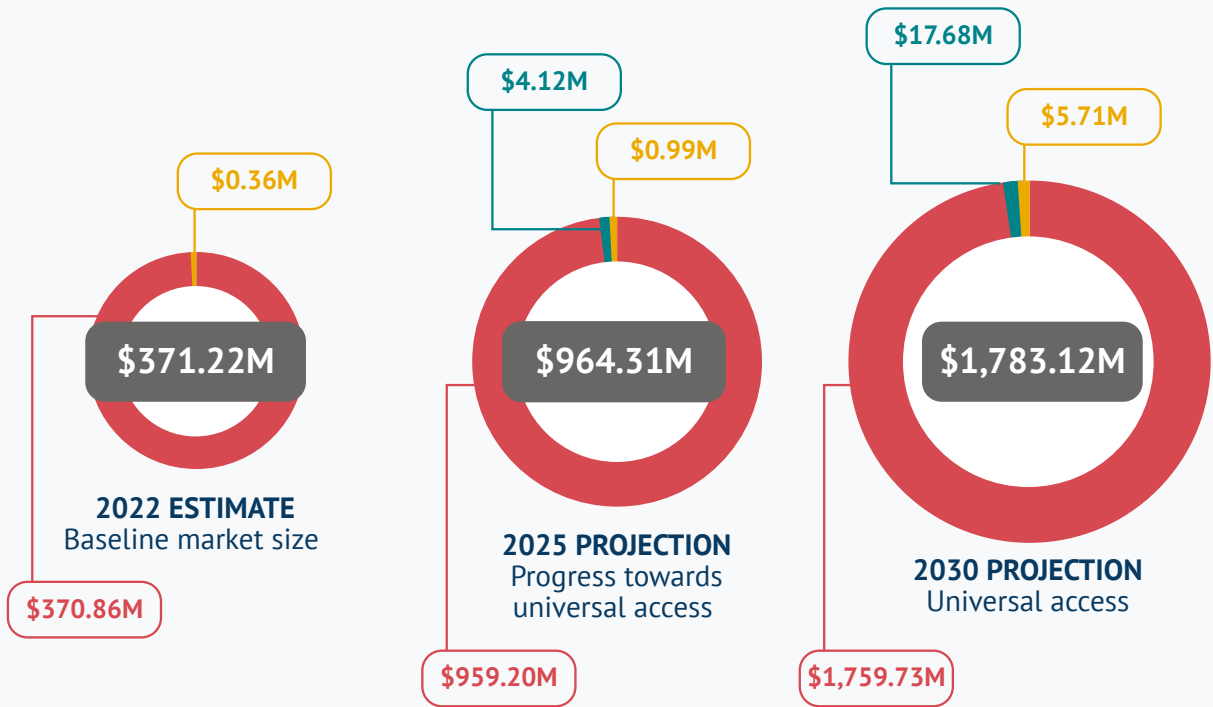 $0.36M
$371.22M
2022 ESTIMATE
Baseline market size
$370.86M
$4.12M
$0.99M
$964.31M
2025 PROJECTION
Progress towards
universal access
$959.20M
$17.68M
$5.71M
$1,783.12M
2030 PROJECTION
Universal access
$1,759.73M